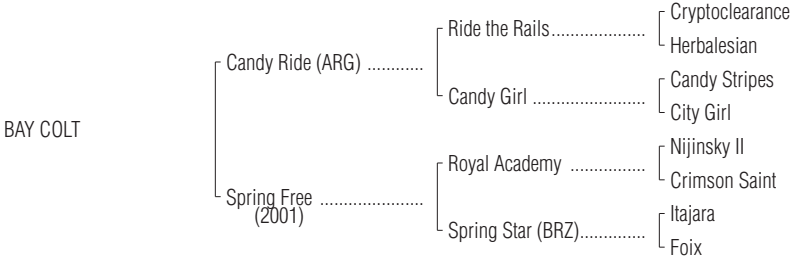 Cryptoclearance
Ride the Rails....................
Herbalesian
Candy Ride (ARG) ............
Candy Stripes
Candy Girl ........................
City Girl
BAY COLT
Nijinsky II
Royal Academy ................
Crimson Saint
Spring Free ......................
(2001)
Itajara
Spring Star (BRZ)..............
Foix